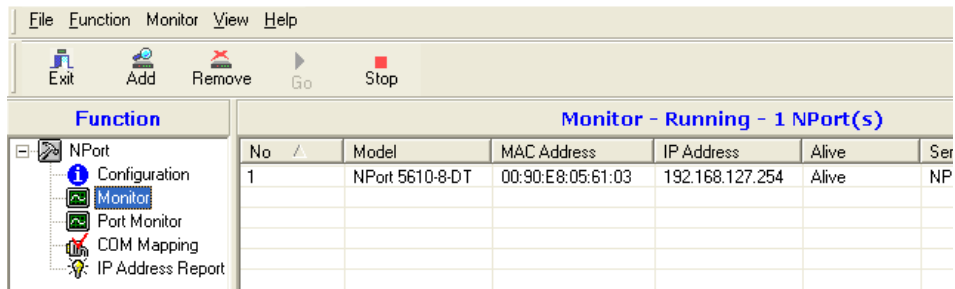 File Function Monitor View Help
Exit Add Remove Go Stop
Function
Monitor - Running - 1 NPort(s)
NPort
Configuration
Monitor
Port Monitor
COM Mapping
IP Address Report
No Model MAC Address IP Address Alive Ser
1 NPort 5610-8-DT 00:90:E8:05:61:03 192.168.127.254 Alive NP